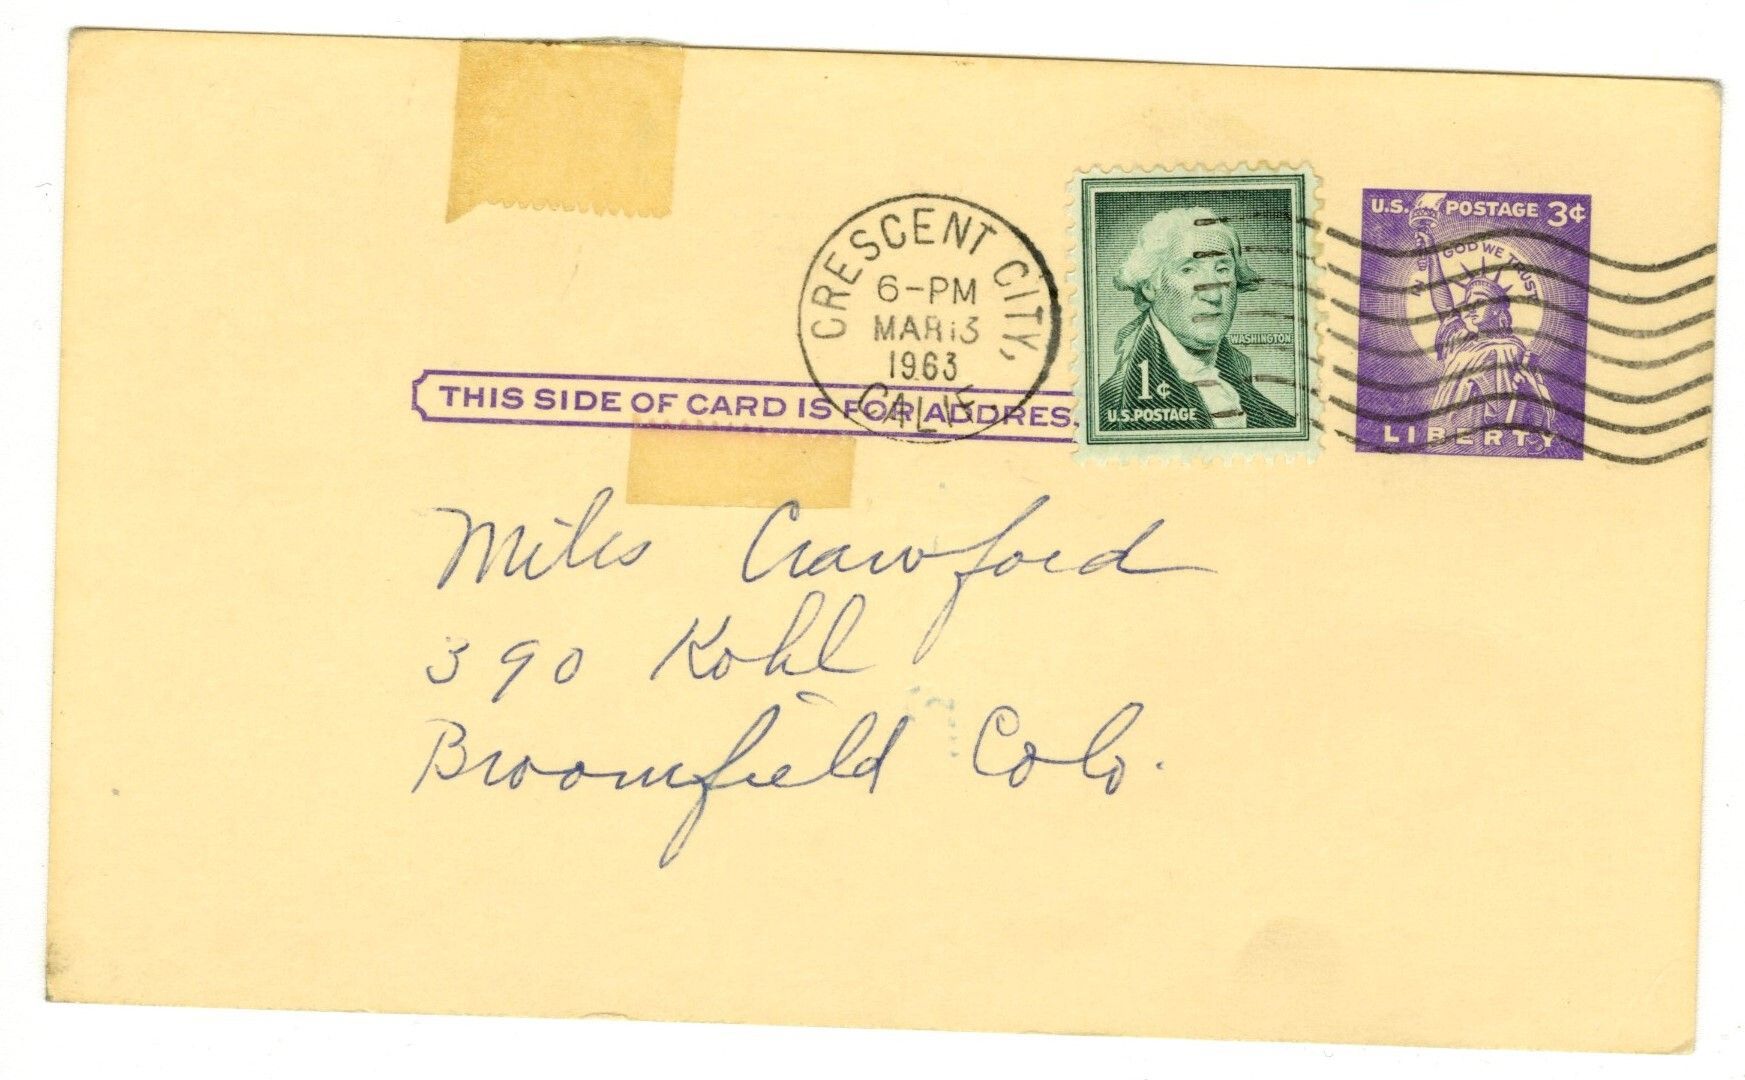 CRESCENT CITY,
6-PM
MAR 13
1963
CALIF.
WASHINGTON
1¢
U.S. POSTAGE
U.S. POSTAGE 3¢
IN GOD WE TRUST
LIBERTY
THIS SIDE OF CARD IS FOR ADDRES
Miles Crawford
390 Kohl
Broomfield Colo.